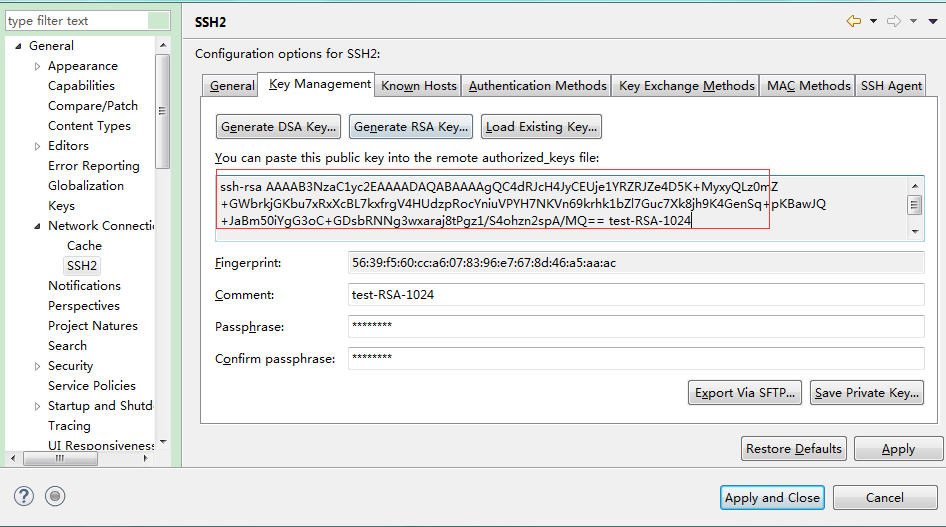 type filter text
General
Appearance
Capabilities
Compare/Patch
Content Types
Editors
Error Reporting
Globalization
Keys
Network Connecti
Cache
SSH2
Notifications
Perspectives
Project Natures
Search
Security
Service Policies
Startup and Shutd
Tracing
UI Responsiveness
SSH2
Configuration options for SSH2:
General
Key Management
Known Hosts
Authentication Methods
Key Exchange Methods
MAC Methods
SSH Agent
Generate DSA Key...
Generate RSA Key...
Load Existing Key...
You can paste this public key into the remote authorized_keys file:
ssh-rsa AAAAB3NzaC1yc2EAAAADAQABAAAAgQC4dRJcH4JyCEUje1YRZRJZe4D5K+MyxyQLz0mZ
+GWbrkjGKbu7xRxXcBL7kxfrgV4HUdzpRocYniuVPYH7NKVn69krhk1bZl7Guc7Xk8jh9K4GenSq+pKBawJQ
+JaBm50iYgG3oC+GDsbRNNg3wxaraj8tPgz1/S4ohzn2spA/MQ== test-RSA-1024
Fingerprint:
56:39:f5:60:cc:a6:07:83:96:e7:67:8d:46:a5:aa:ac
Comment:
test-RSA-1024
Passphrase:
********
Confirm passphrase:
********
Export Via SFTP...
Save Private Key...
Restore Defaults
Apply
Apply and Close
Cancel